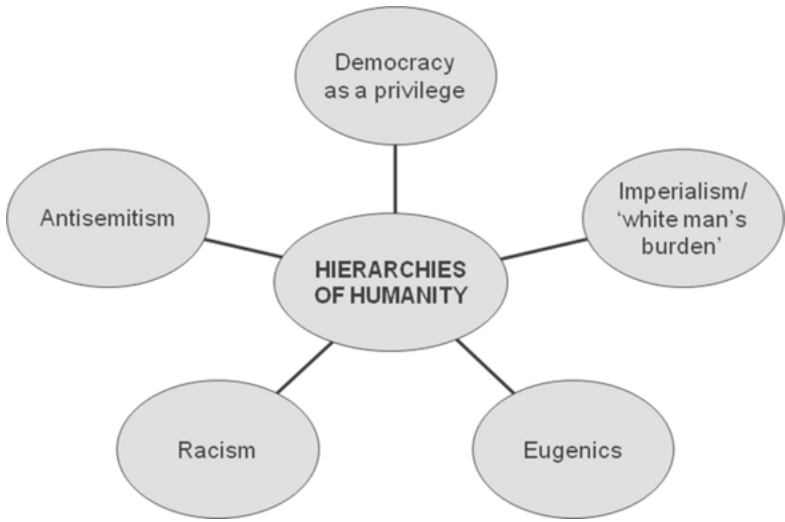 Democracy
as a privilege
Antisemitism
Imperialism/
‘white man’s
burden’
HIERARCHIES
OF HUMANITY
Racism
Eugenics